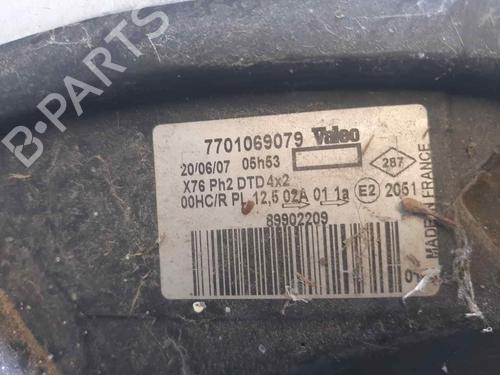 7701069079 Valeo
20/06/07 05h53
287
X76 Ph2 DTD 4x2
00HC/R PL 12,5 02A 01 1a E2 2051
89902209
MADE IN FRANCE
B-PARTS